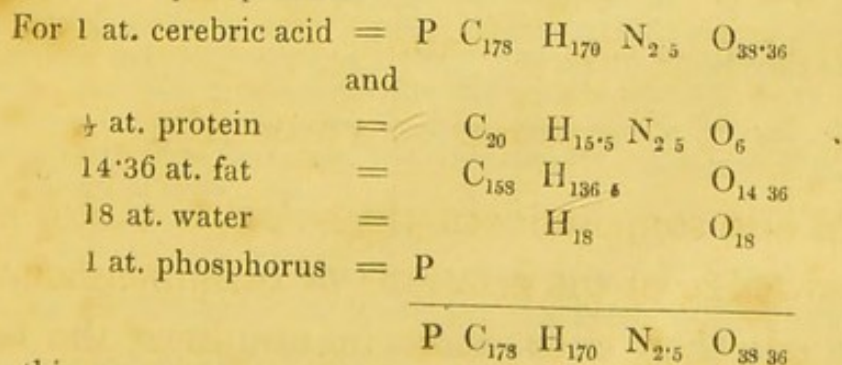 For 1 at. cerebric acid = P C178 H170 N2 5 O38·36
and
½ at. protein = C20 H15·5 N2 5 O6
14·36 at. fat = C158 H136 5 O14 36
18 at. water = H18 O18
1 at. phosphorus = P
P C178 H170 N2·5 O38 36